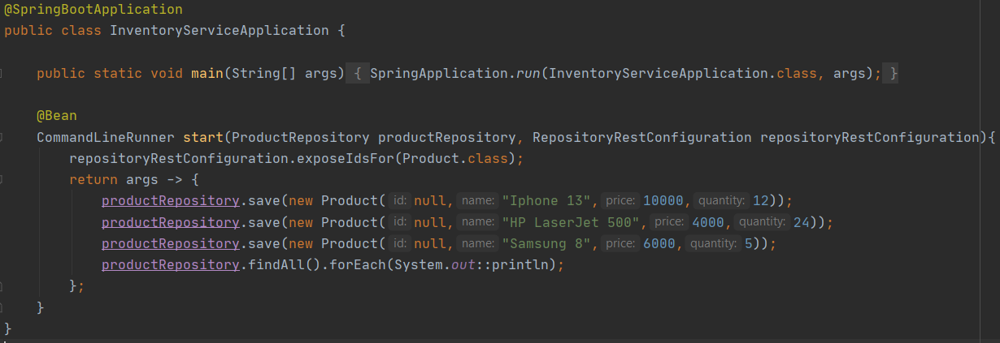 @SpringBootApplication
public class InventoryServiceApplication {
public static void main(String[] args) { SpringApplication.run(InventoryServiceApplication.class, args); }
@Bean
CommandLineRunner start(ProductRepository productRepository, RepositoryRestConfiguration repositoryRestConfiguration){
repositoryRestConfiguration.exposeIdsFor(Product.class);
return args -> {
productRepository.save(new Product( id: null, name: "Iphone 13", price: 10000, quantity: 12));
productRepository.save(new Product( id: null, name: "HP LaserJet 500", price: 4000, quantity: 24));
productRepository.save(new Product( id: null, name: "Samsung 8", price: 6000, quantity: 5));
productRepository.findAll().forEach(System.out::println);
};
}
}